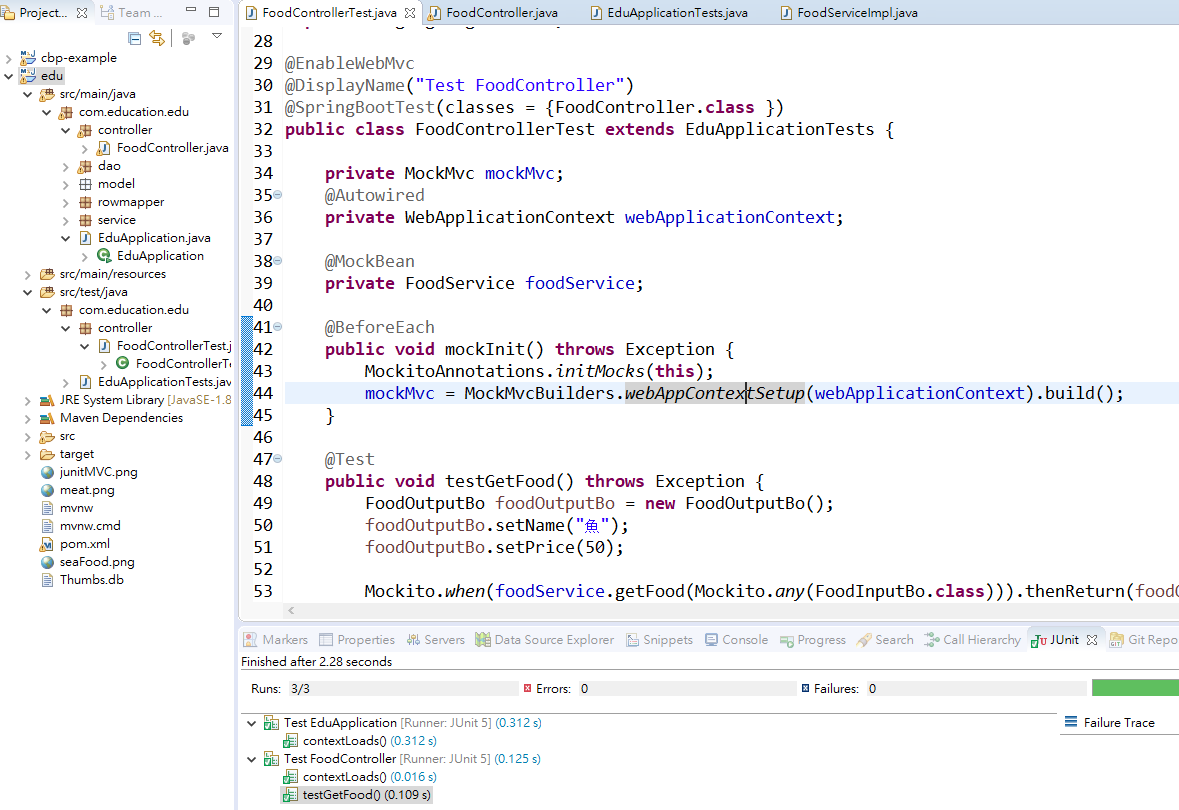 Project...
Team ...
cbp-example
edu
src/main/java
com.education.edu
controller
FoodController.java
dao
model
rowmapper
service
EduApplication.java
EduApplication
src/main/resources
src/test/java
com.education.edu
controller
FoodControllerTest.j
FoodControllerTe
EduApplicationTests.jav
JRE System Library [JavaSE-1.8
Maven Dependencies
src
target
junitMVC.png
meat.png
mvnw
mvnw.cmd
pom.xml
seaFood.png
Thumbs.db
FoodControllerTest.java FoodController.java EduApplicationTests.java FoodServiceImpl.java
28
29 @EnableWebMvc
30 @DisplayName("Test FoodController")
31 @SpringBootTest(classes = {FoodController.class })
32 public class FoodControllerTest extends EduApplicationTests {
33
34 private MockMvc mockMvc;
35 @Autowired
36 private WebApplicationContext webApplicationContext;
37
38 @MockBean
39 private FoodService foodService;
40
41 @BeforeEach
42 public void mockInit() throws Exception {
43 MockitoAnnotations.initMocks(this);
44 mockMvc = MockMvcBuilders.webAppContextSetup(webApplicationContext).build();
45 }
46
47 @Test
48 public void testGetFood() throws Exception {
49 FoodOutputBo foodOutputBo = new FoodOutputBo();
50 foodOutputBo.setName("魚");
51 foodOutputBo.setPrice(50);
52
53 Mockito.when(foodService.getFood(Mockito.any(FoodInputBo.class))).thenReturn(foodO
Markers Properties Servers Data Source Explorer Snippets Console Progress Search Call Hierarchy JUnit Git Repo
Finished after 2.28 seconds
Runs: 3/3 Errors: 0 Failures: 0
Test EduApplication [Runner: JUnit 5] (0.312 s)
contextLoads() (0.312 s)
Test FoodController [Runner: JUnit 5] (0.125 s)
contextLoads() (0.016 s)
testGetFood() (0.109 s)
Failure Trace